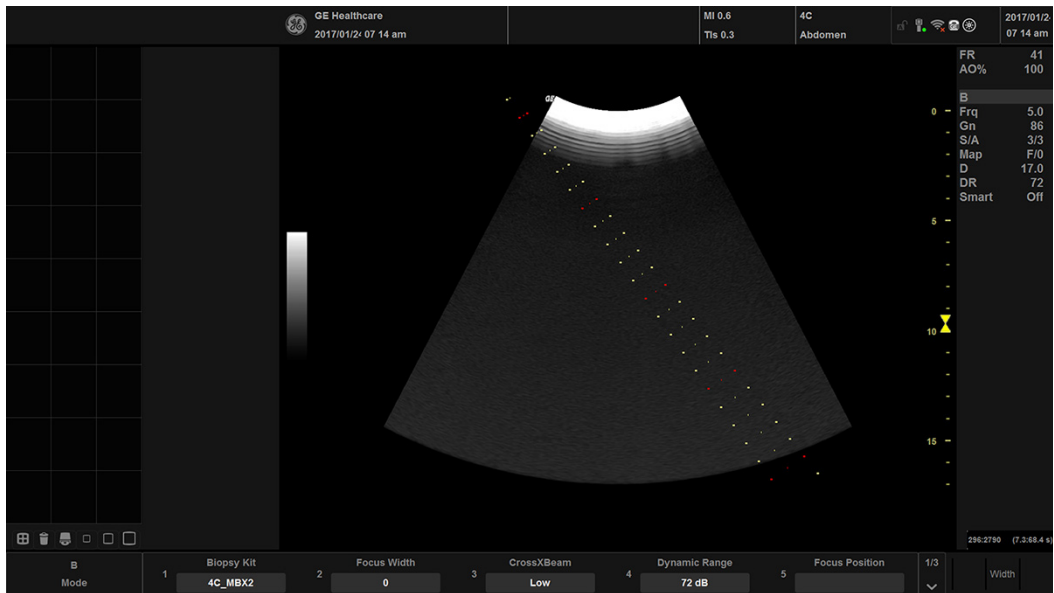 GE Healthcare
2017/01/24 07 14 am
MI 0.6
TIs 0.3
4C
Abdomen
2017/01/2
07 14 am
FR 41
AO% 100
B
Frq 5.0
Gn 86
S/A 3/3
Map F/0
D 17.0
DR 72
Smart Off
GE
0
5
10
15
296:2790 (7.3:68.4 s)
B
Mode
1 Biopsy Kit
4C_MBX2
2 Focus Width
0
3 CrossXBeam
Low
4 Dynamic Range
72 dB
5 Focus Position
1/3
Width